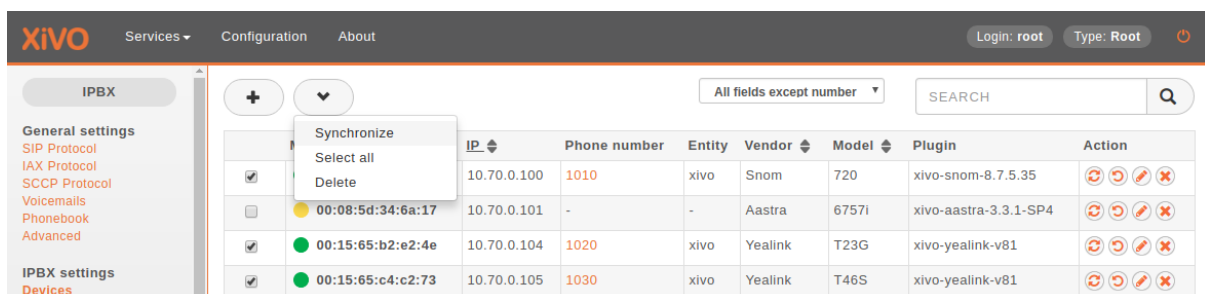 XiVO Services Configuration About Login: root Type: Root
IPBX
General settings
SIP Protocol
IAX Protocol
SCCP Protocol
Voicemails
Phonebook
Advanced
IPBX settings
Devices
All fields except number SEARCH
Synchronize
Select all
Delete
IP Phone number Entity Vendor Model Plugin Action
10.70.0.100 1010 xivo Snom 720 xivo-snom-8.7.5.35
00:08:5d:34:6a:17 10.70.0.101 - - Aastra 6757i xivo-aastra-3.3.1-SP4
00:15:65:b2:e2:4e 10.70.0.104 1020 xivo Yealink T23G xivo-yealink-v81
00:15:65:c4:c2:73 10.70.0.105 1030 xivo Yealink T46S xivo-yealink-v81